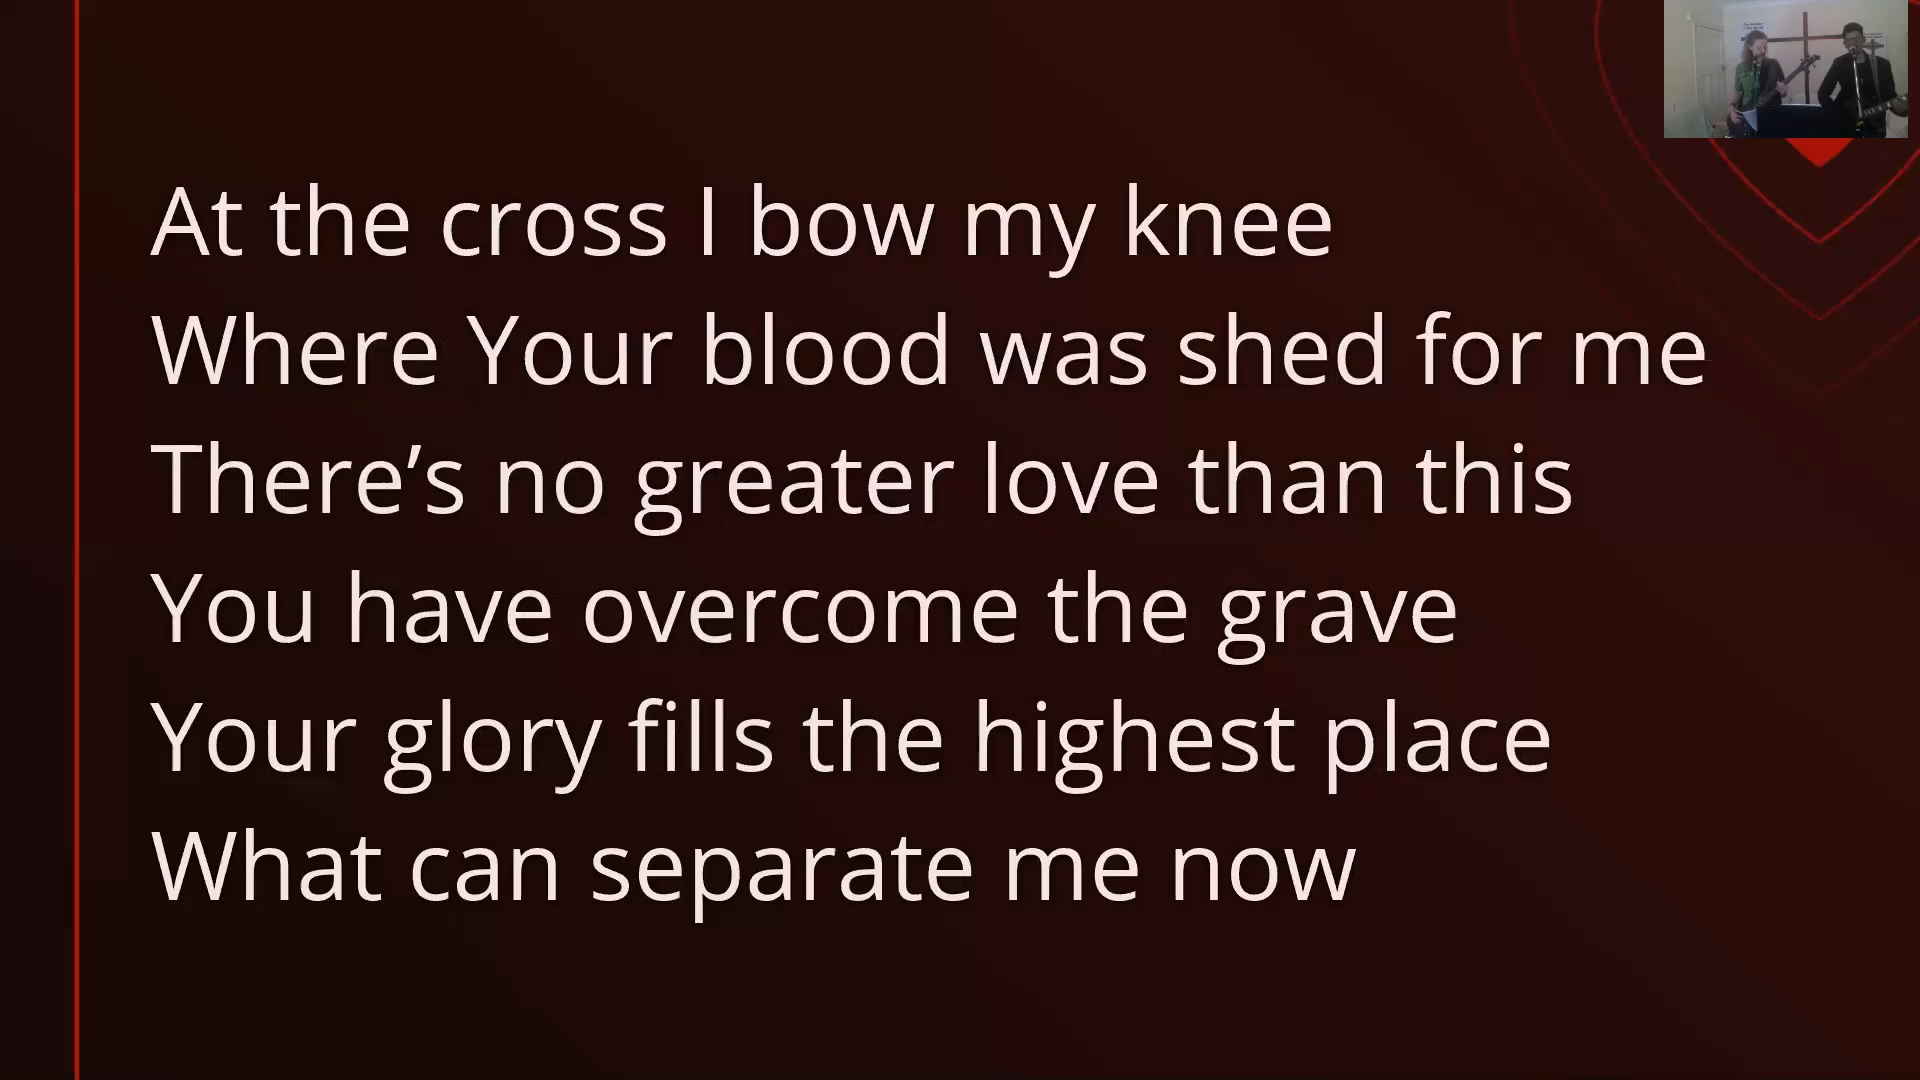 At the cross I bow my knee
Where Your blood was shed for me
There’s no greater love than this
You have overcome the grave
Your glory fills the highest place
What can separate me now